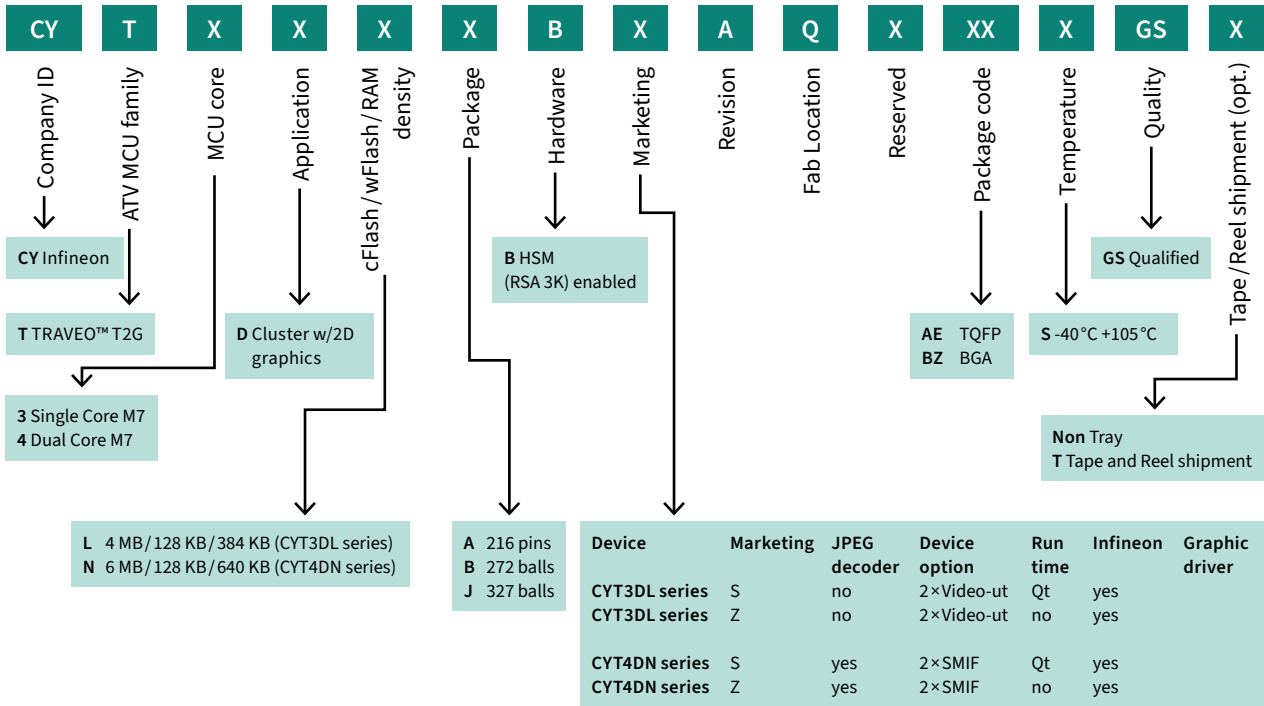 CY T X X X X B X A Q X XX X GS X
Company ID
ATV MCU family
MCU core
Application
cFlash/wFlash/RAM
density
Package
Hardware
Marketing
Revision
Fab Location
Reserved
Package code
Temperature
Quality
Tape/Reel shipment (opt.)
CY Infineon
T TRAVEO™ T2G
3 Single Core M7
4 Dual Core M7
D Cluster w/2D
graphics
L 4 MB/128 KB/384 KB (CYT3DL series)
N 6 MB/128 KB/640 KB (CYT4DN series)
A 216 pins
B 272 balls
J 327 balls
B HSM
(RSA 3K) enabled
AE TQFP
BZ BGA
S -40°C +105°C
GS Qualified
Non Tray
T Tape and Reel shipment
Device Marketing JPEG Device Run Infineon Graphic
decoder option time driver
CYT3DL series S no 2×Video-ut Qt yes
CYT3DL series Z no 2×Video-ut no yes
CYT4DN series S yes 2×SMIF Qt yes
CYT4DN series Z yes 2×SMIF no yes